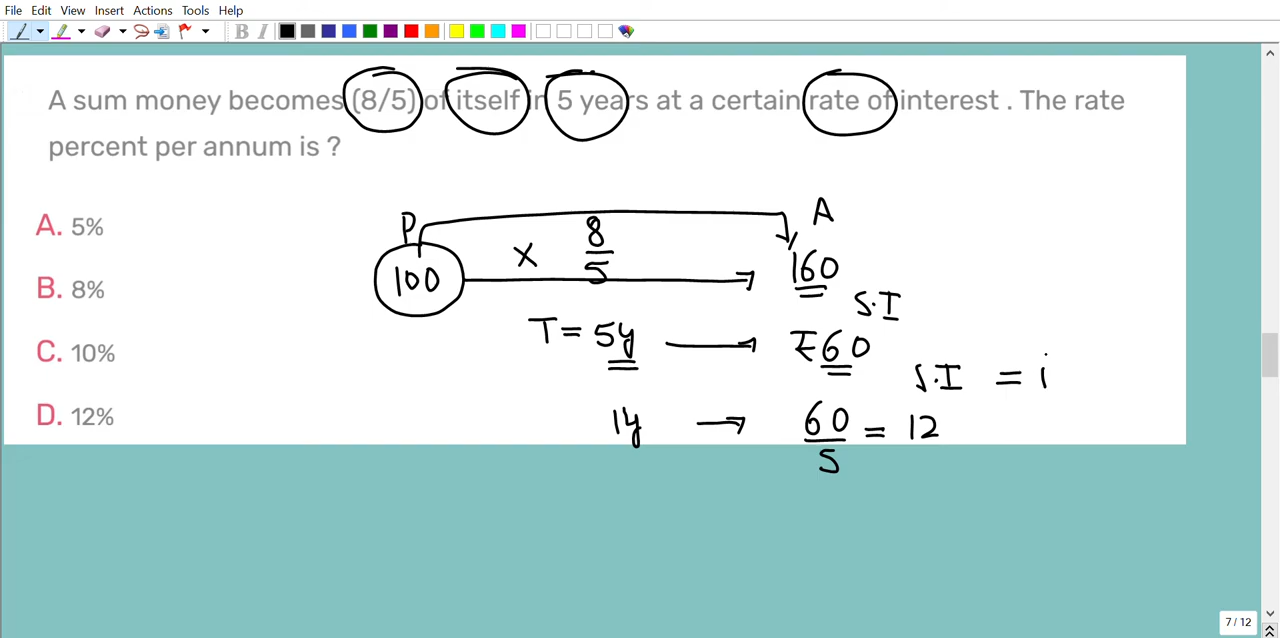 File Edit View Insert Actions Tools Help
B I
A sum money becomes (8/5) of itself in 5 years at a certain rate of interest . The rate
percent per annum is ?
A. 5%
B. 8%
C. 10%
D. 12%
P A
100 × 8/5 160
S.I
T = 5y → ₹60
S.I = i
1y → 60/5 = 12
7 / 12